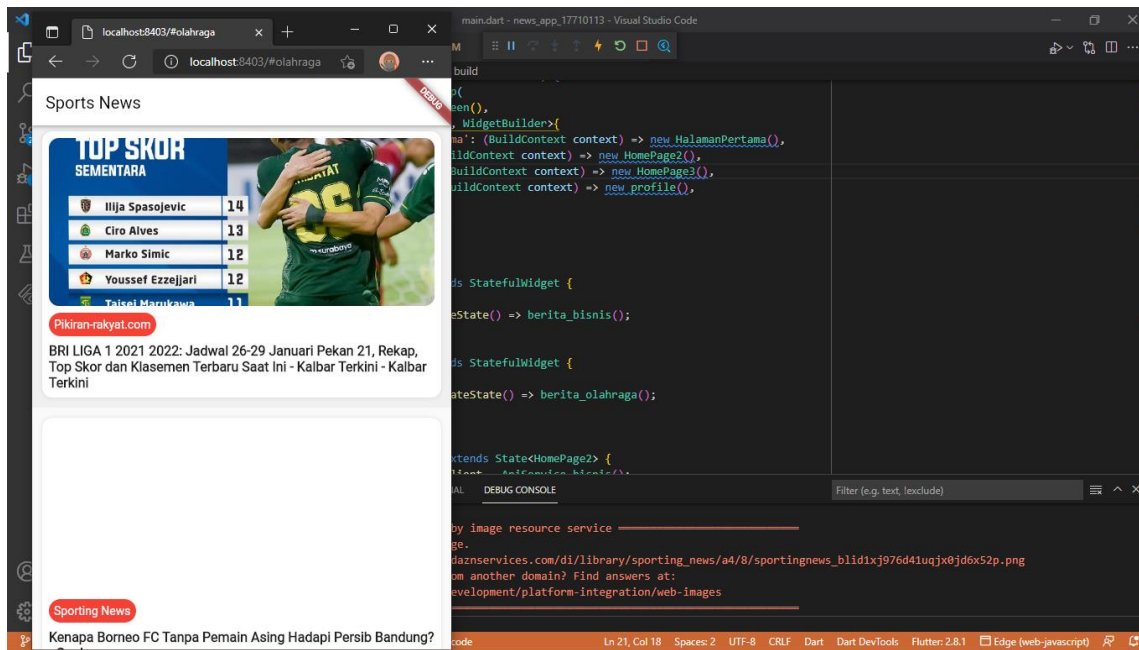 localhost:8403/#olahraga
main.dart - news_app_17710113 - Visual Studio Code
localhost:8403/#olahraga
Sports News
DEBUG
TOP SKOR
SEMENTARA
Ilija Spasojevic 14
Ciro Alves 13
Marko Simic 12
Youssef Ezzejjari 12
Taisei Marukawa 11
Pikiran-rakyat.com
BRI LIGA 1 2021 2022: Jadwal 26-29 Januari Pekan 21, Rekap,
Top Skor dan Klasemen Terbaru Saat Ini - Kalbar Terkini - Kalbar
Terkini
Sporting News
Kenapa Borneo FC Tanpa Pemain Asing Hadapi Persib Bandung?
M
build
p(
een(),
, WidgetBuilder>{
ma': (BuildContext context) => new HalamanPertama(),
ildContext context) => new HomePage2(),
BuildContext context) => new HomePage3(),
uildContext context) => new profile(),
ds StatefulWidget {
eState() => berita_bisnis();
ds StatefulWidget {
ateState() => berita_olahraga();
xtends State<HomePage2> {
lient = ApiService_bisnis();
NAL DEBUG CONSOLE
Filter (e.g. text, !exclude)
by image resource service
ge.
daznservices.com/di/library/sporting_news/a4/8/sportingnews_blid1xj976d41uqjx0jd6x52p.png
om another domain? Find answers at:
evelopment/platform-integration/web-images
code Ln 21, Col 18 Spaces: 2 UTF-8 CRLF Dart Dart DevTools Flutter: 2.8.1 Edge (web-javascript)